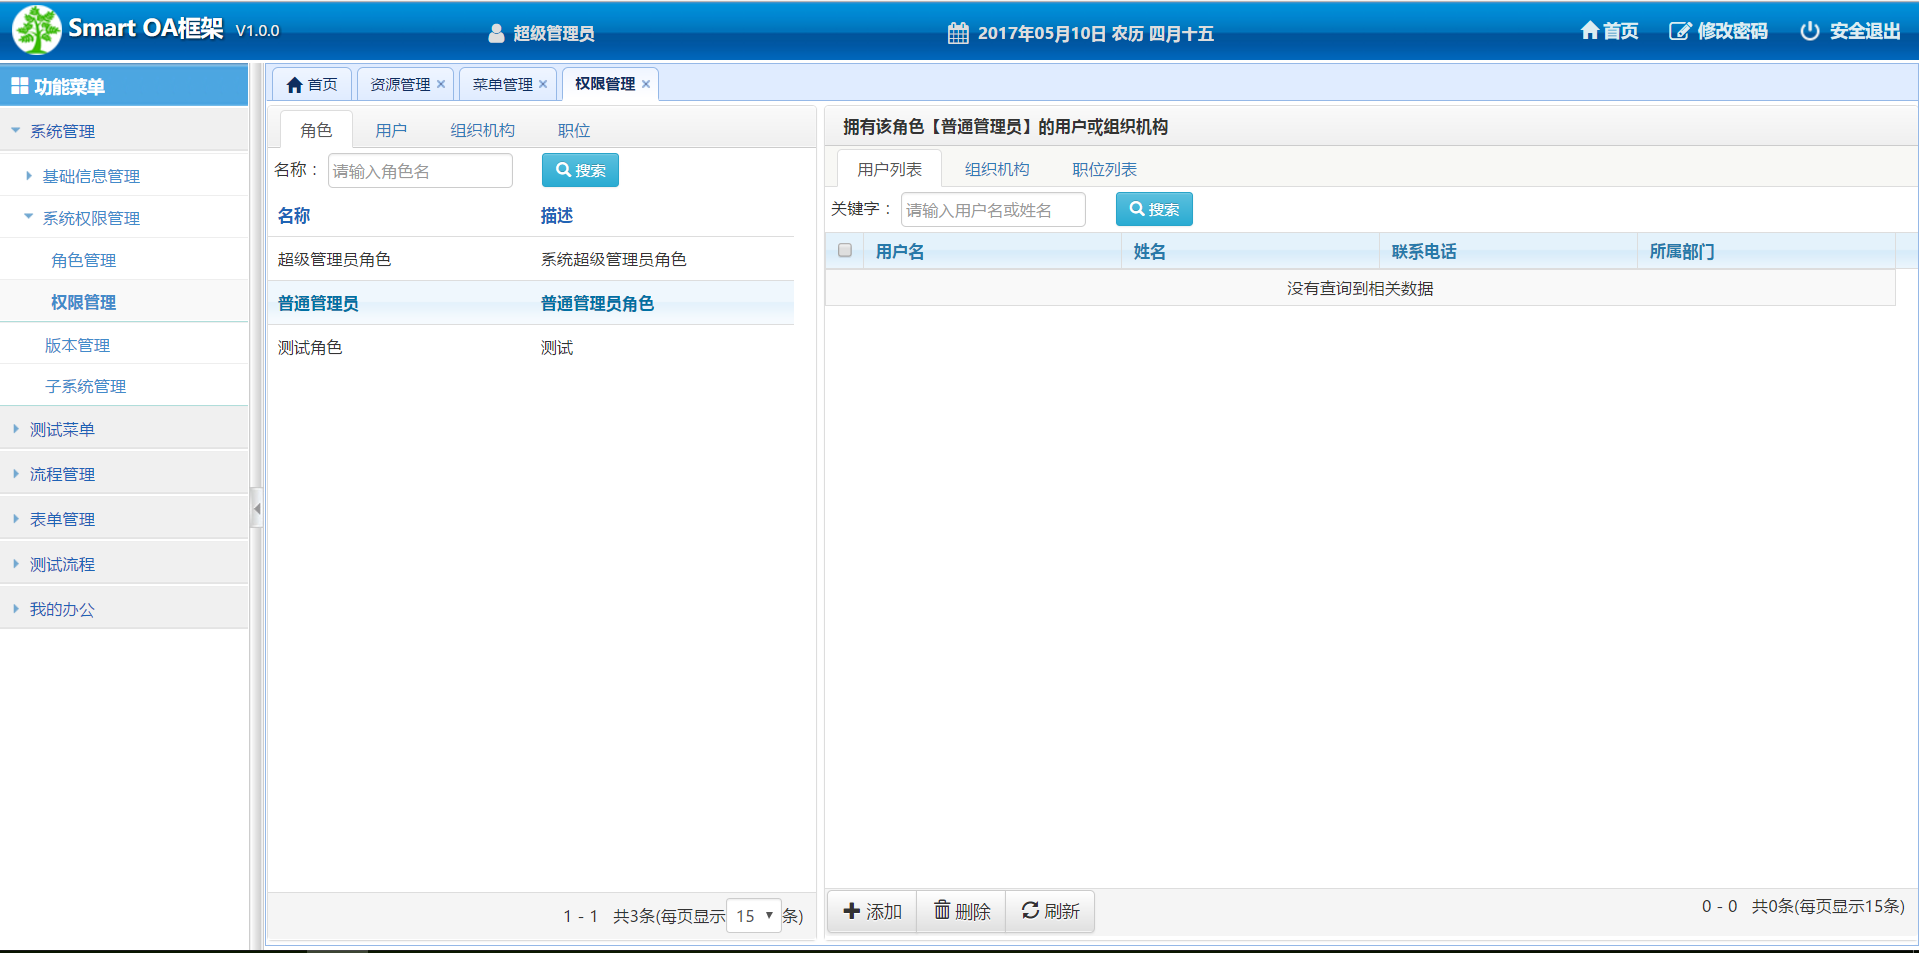 Smart OA框架 V1.0.0
超级管理员
2017年05月10日 农历 四月十五
首页 修改密码 安全退出
功能菜单
系统管理
基础信息管理
系统权限管理
角色管理
权限管理
版本管理
子系统管理
测试菜单
流程管理
表单管理
测试流程
我的办公
首页 资源管理 × 菜单管理 × 权限管理 ×
角色 用户 组织机构 职位
名称： 请输入角色名 搜索
名称 描述
超级管理员角色 系统超级管理员角色
普通管理员 普通管理员角色
测试角色 测试
1 - 1 共3条(每页显示 15 条)
拥有该角色【普通管理员】的用户或组织机构
用户列表 组织机构 职位列表
关键字： 请输入用户名或姓名 搜索
用户名 姓名 联系电话 所属部门
没有查询到相关数据
添加 删除 刷新
0 - 0 共0条(每页显示15条)